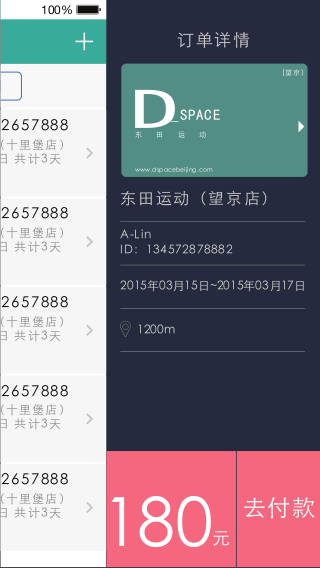 100%
+
2657888
（十里堡店）
日 共计3天
2657888
（十里堡店）
日 共计3天
2657888
（十里堡店）
日 共计3天
2657888
（十里堡店）
日 共计3天
2657888
（十里堡店）
日 共计3天
订单详情
(望京)
D_SPACE
东 田 运 动
www.dspacebeijing.com
东田运动（望京店）
A-Lin
ID：134572878882
2015年03月15日~2015年03月17日
1200m
180元
去付款